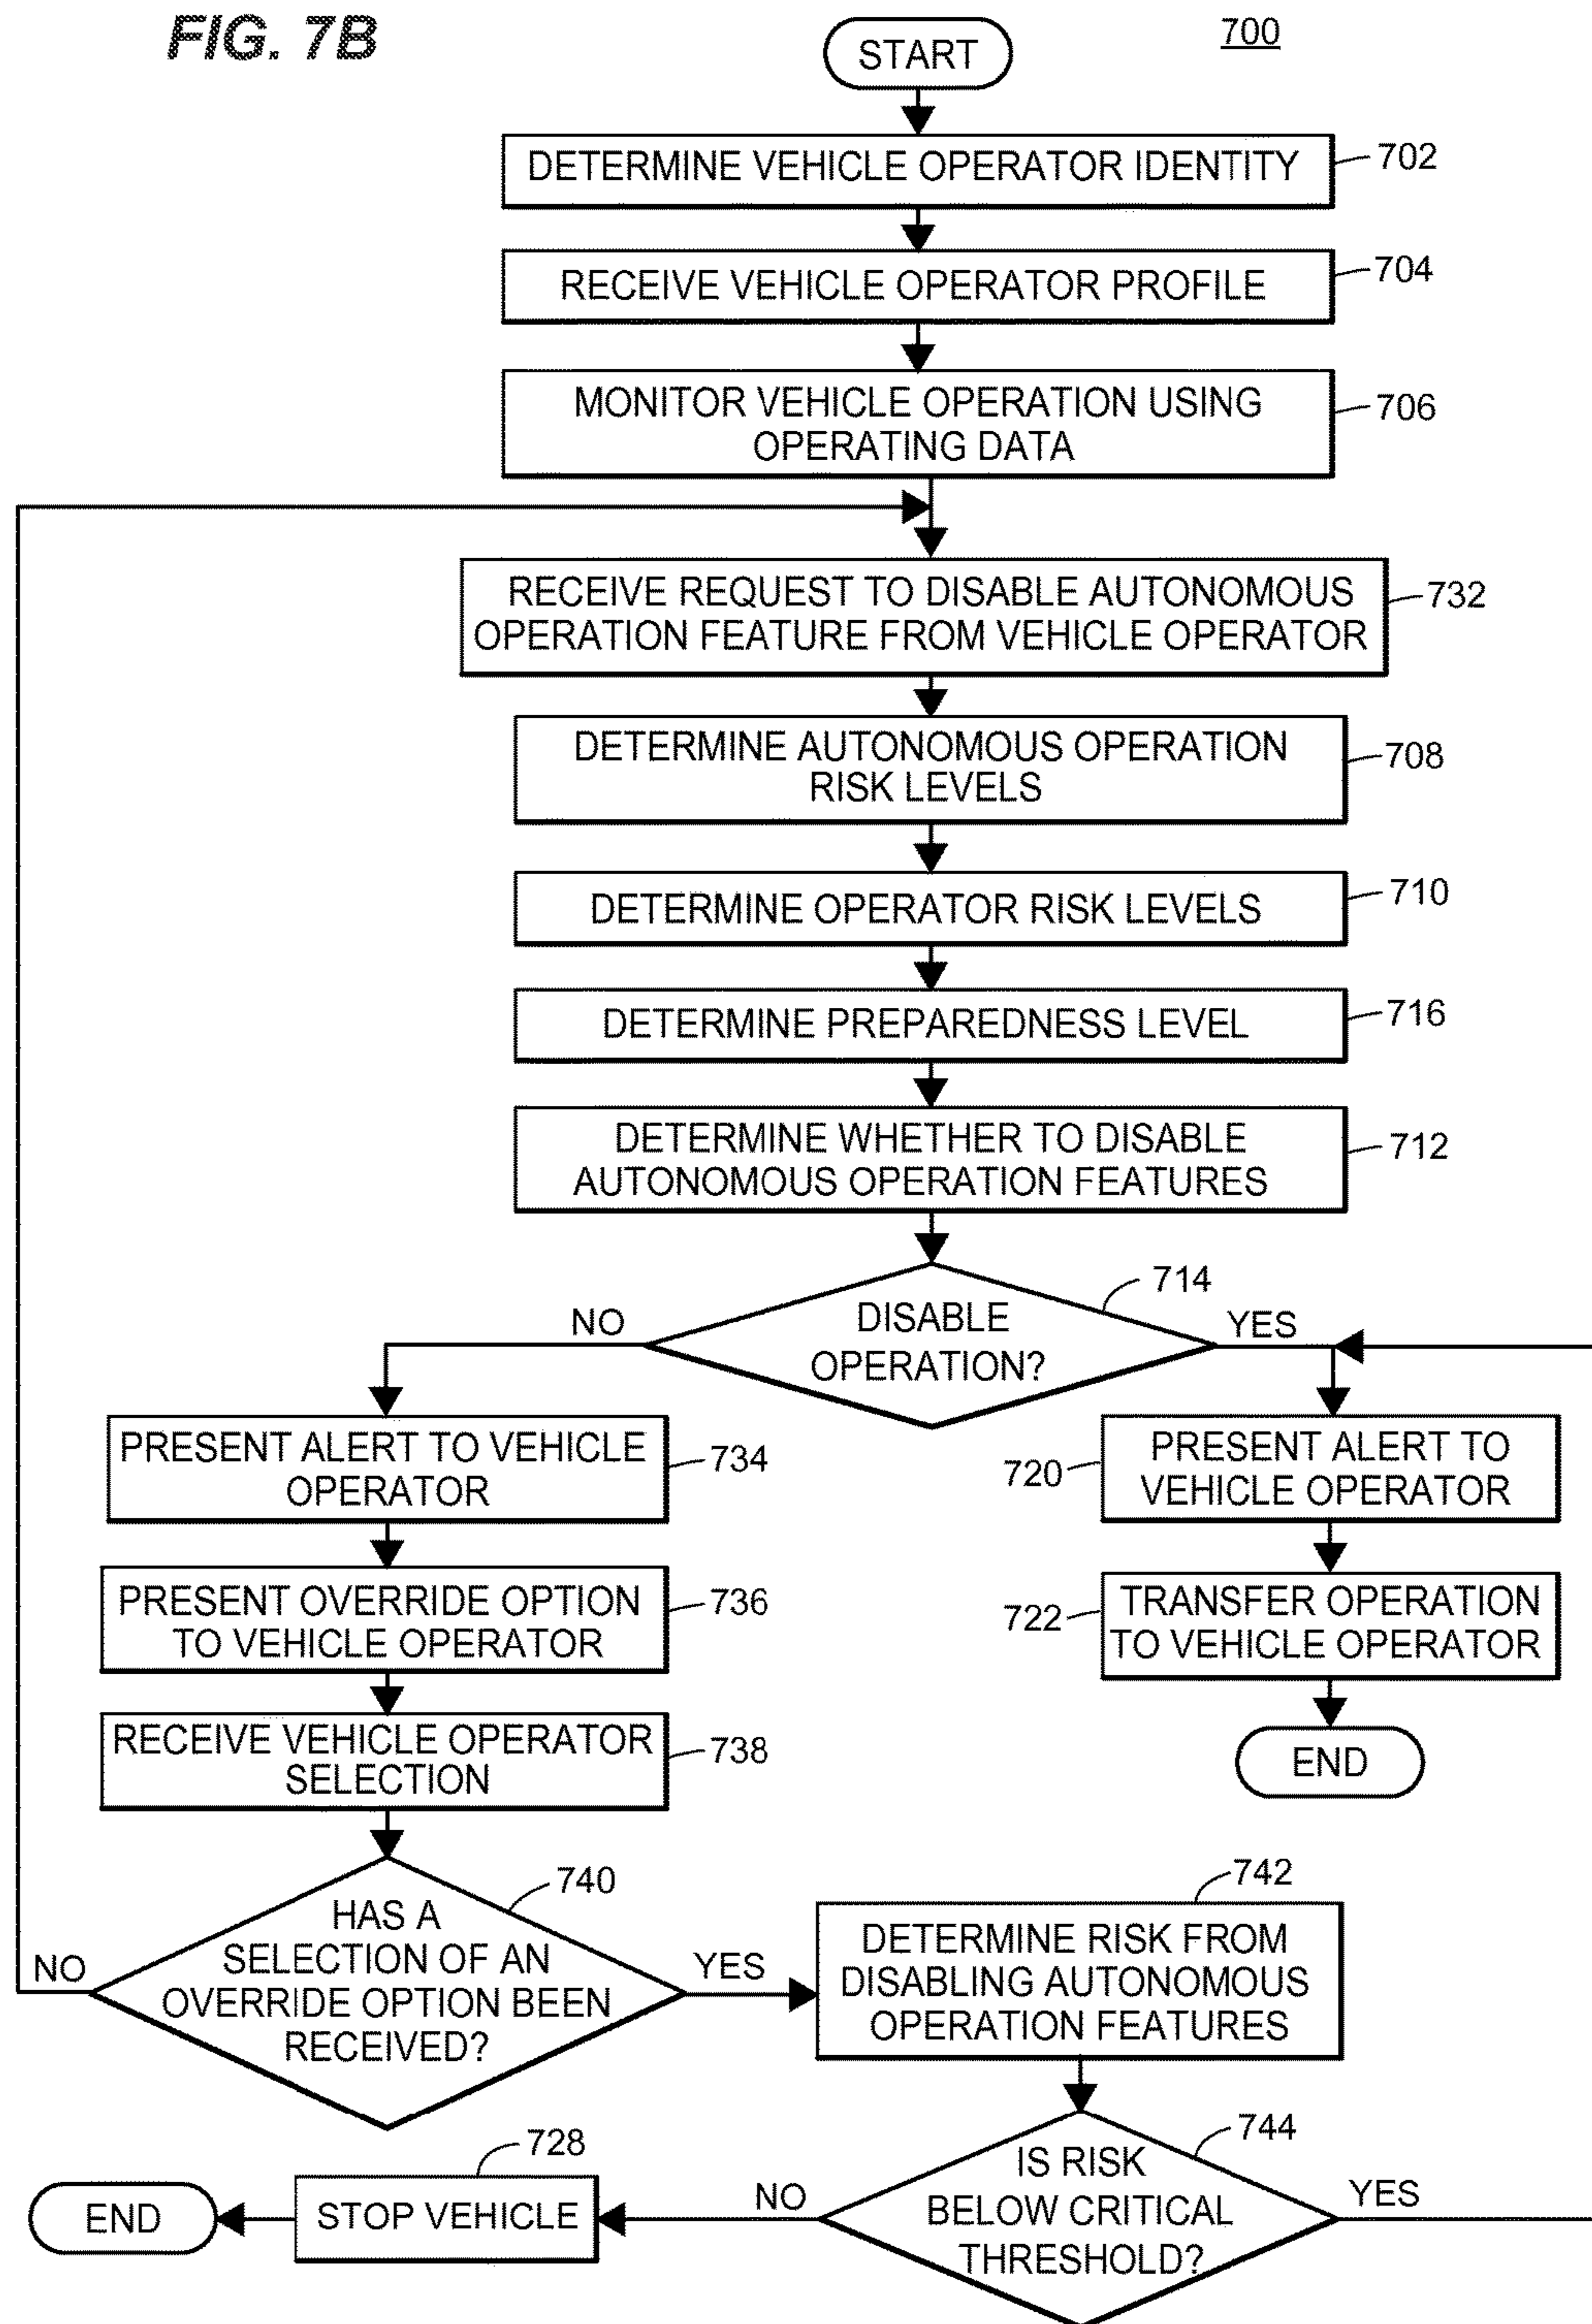 FIG. 7B
700
START
DETERMINE VEHICLE OPERATOR IDENTITY
702
RECEIVE VEHICLE OPERATOR PROFILE
704
MONITOR VEHICLE OPERATION USING
OPERATING DATA
706
RECEIVE REQUEST TO DISABLE AUTONOMOUS
OPERATION FEATURE FROM VEHICLE OPERATOR
732
DETERMINE AUTONOMOUS OPERATION
RISK LEVELS
708
DETERMINE OPERATOR RISK LEVELS
710
DETERMINE PREPAREDNESS LEVEL
716
DETERMINE WHETHER TO DISABLE
AUTONOMOUS OPERATION FEATURES
712
714
DISABLE
OPERATION?
NO
YES
PRESENT ALERT TO VEHICLE
OPERATOR
734
720
PRESENT ALERT TO
VEHICLE OPERATOR
PRESENT OVERRIDE OPTION
TO VEHICLE OPERATOR
736
722
TRANSFER OPERATION
TO VEHICLE OPERATOR
RECEIVE VEHICLE OPERATOR
SELECTION
738
END
740
HAS A
SELECTION OF AN
OVERRIDE OPTION BEEN
RECEIVED?
NO
YES
742
DETERMINE RISK FROM
DISABLING AUTONOMOUS
OPERATION FEATURES
744
IS RISK
BELOW CRITICAL
THRESHOLD?
NO
YES
728
STOP VEHICLE
END